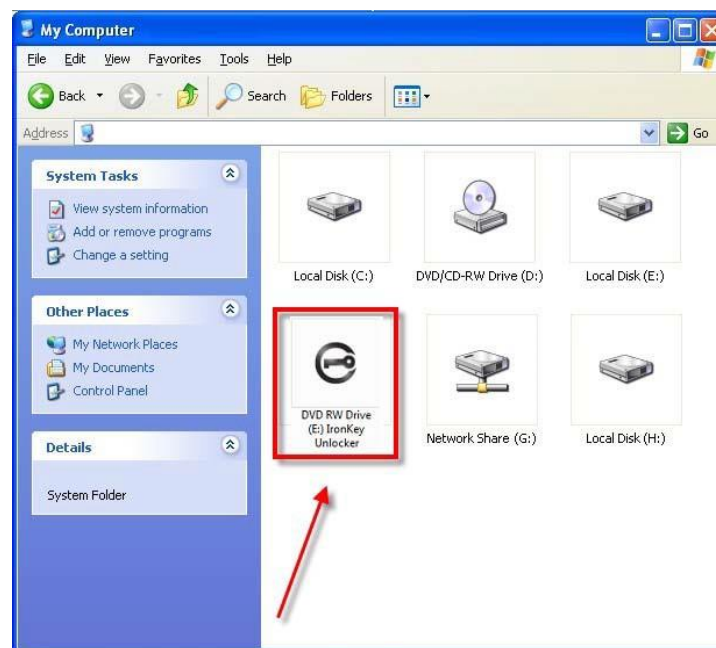 My Computer
File Edit View Favorites Tools Help
Back Search Folders
Address Go
System Tasks
View system information
Add or remove programs
Change a setting
Other Places
My Network Places
My Documents
Control Panel
Details
System Folder
Local Disk (C:) DVD/CD-RW Drive (D:) Local Disk (E:)
DVD RW Drive
(E:) IronKey
Unlocker
Network Share (G:) Local Disk (H:)